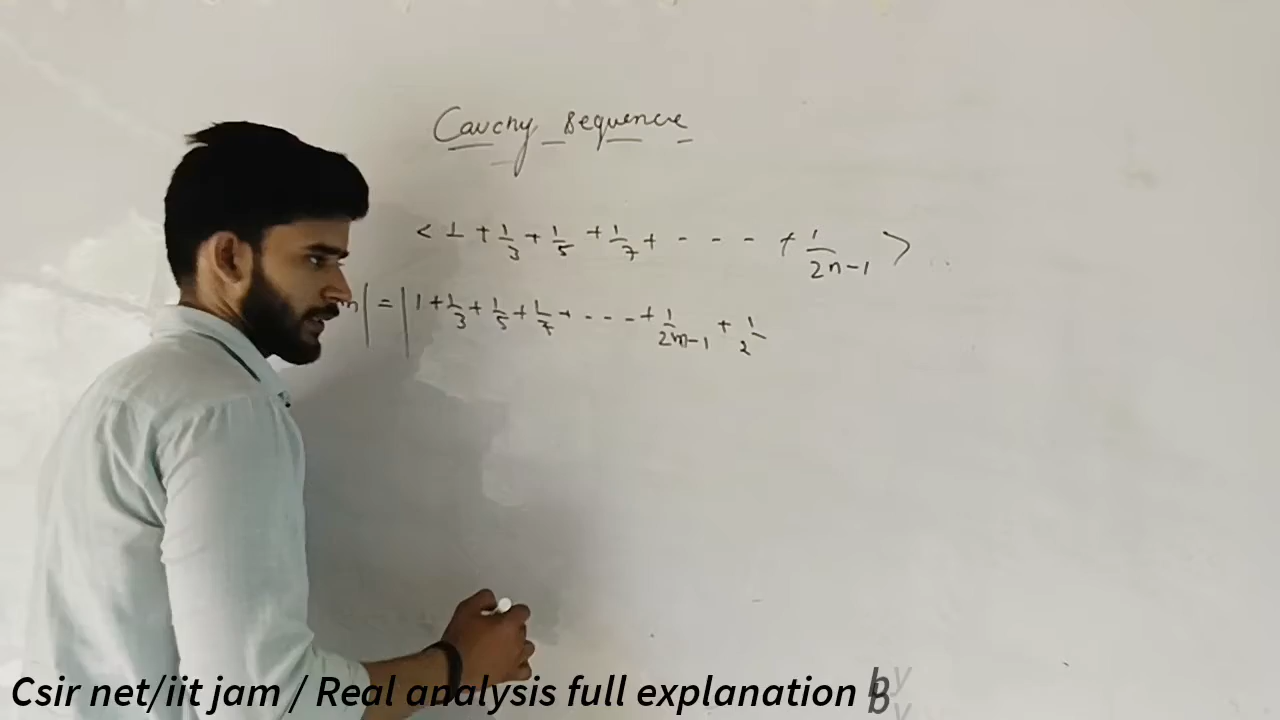 Cauchy sequence
< 1 + 1/3 + 1/5 + 1/7 + - - - + 1/2n-1 >
m| = |1 + 1/3 + 1/5 + 1/7 + - - - - + 1/2m-1 + 1/2
Csir net/iit jam / Real analysis full explanation